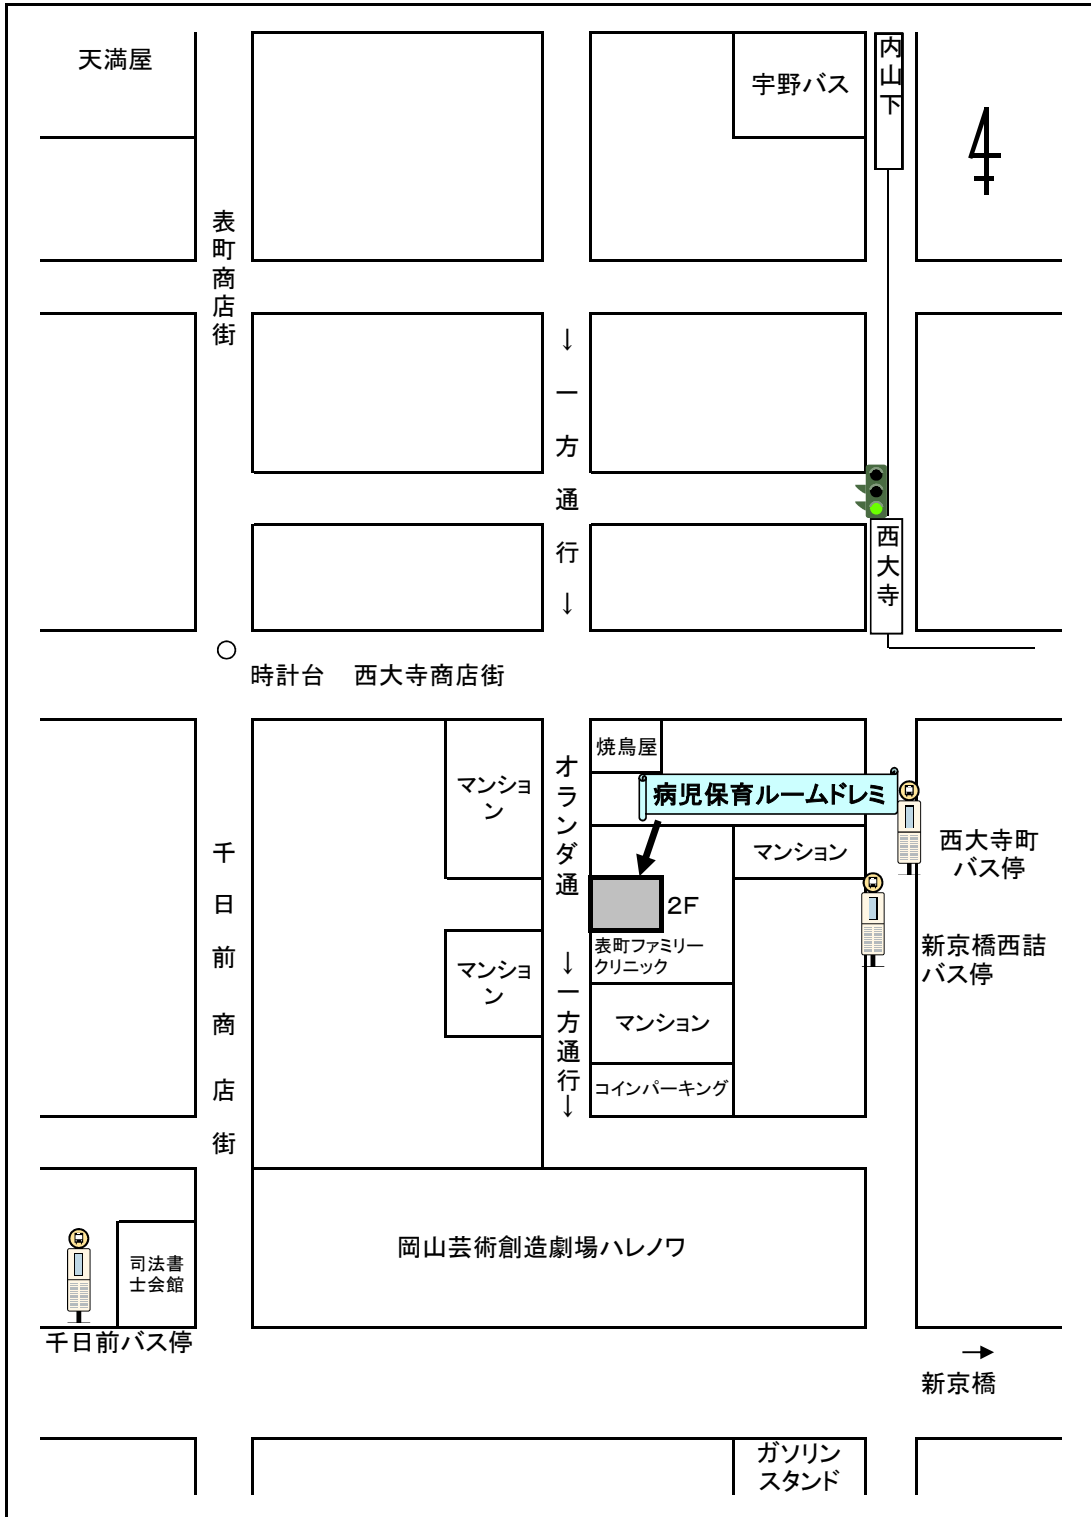 天満屋
宇野バス
内山下
表町商店街
↓一方通行↓
西大寺
時計台　西大寺商店街
焼鳥屋
マンショ
ン
オランダ通
病児保育ルームドレミ
マンション
西大寺町
バス停
千日前商店街
2F
表町ファミリー
クリニック
新京橋西詰
バス停
マンショ
ン
↓一方通行↓
マンション
コインパーキング
岡山芸術創造劇場ハレノワ
司法書
士会館
千日前バス停
→
新京橋
ガソリン
スタンド